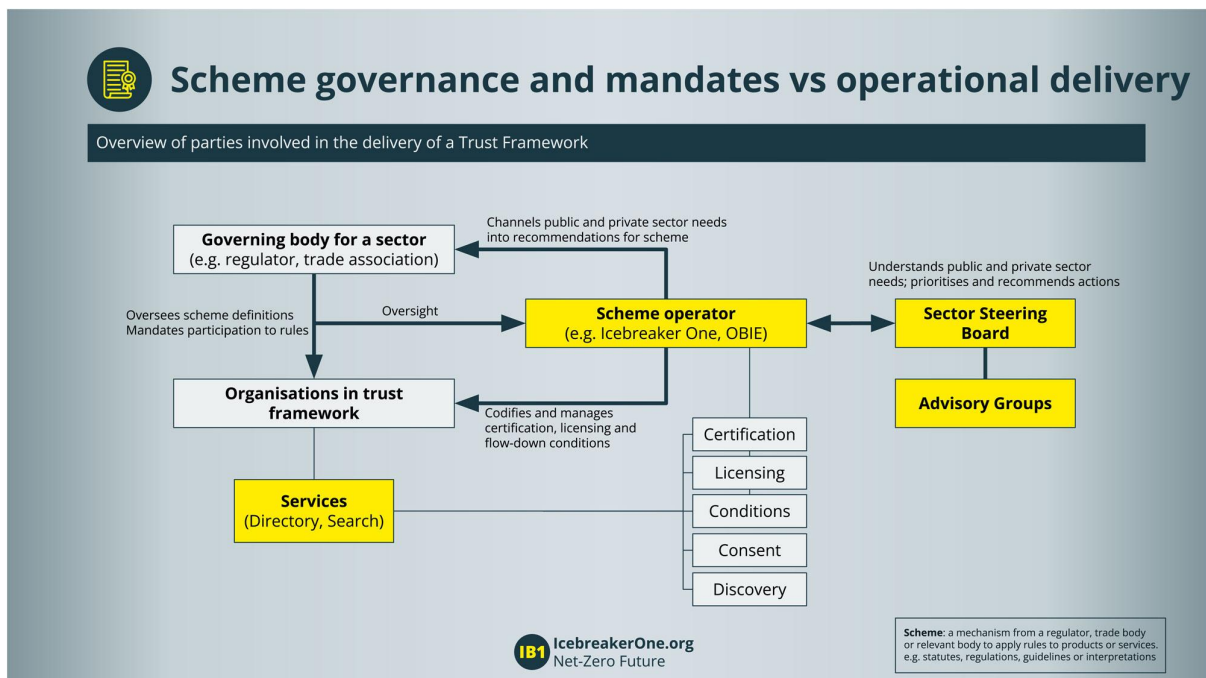 Scheme governance and mandates vs operational delivery
Overview of parties involved in the delivery of a Trust Framework
Channels public and private sector needs
into recommendations for scheme
Governing body for a sector
(e.g. regulator, trade association)
Understands public and private sector
needs; prioritises and recommends actions
Oversees scheme definitions
Mandates participation to rules
Oversight
Scheme operator
(e.g. Icebreaker One, OBIE)
Sector Steering
Board
Organisations in trust
framework
Codifies and manages
certification, licensing and
flow-down conditions
Advisory Groups
Certification
Licensing
Conditions
Consent
Discovery
Services
(Directory, Search)
IB1
IcebreakerOne.org
Net-Zero Future
Scheme: a mechanism from a regulator, trade body
or relevant body to apply rules to products or services.
e.g. statutes, regulations, guidelines or interpretations